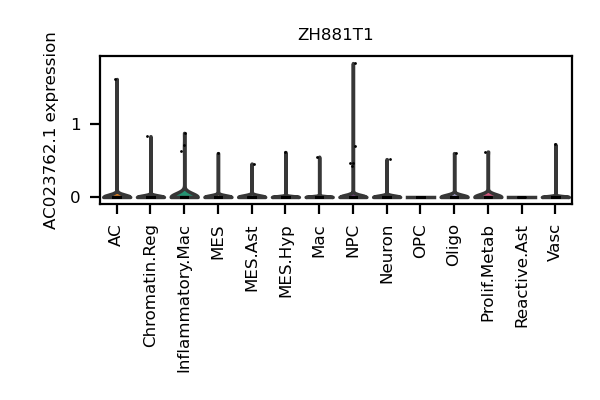 ZH881T1
AC023762.1 expression
1
0
AC
Chromatin.Reg
Inflammatory.Mac
MES
MES.Ast
MES.Hyp
Mac
NPC
Neuron
OPC
Oligo
Prolif.Metab
Reactive.Ast
Vasc